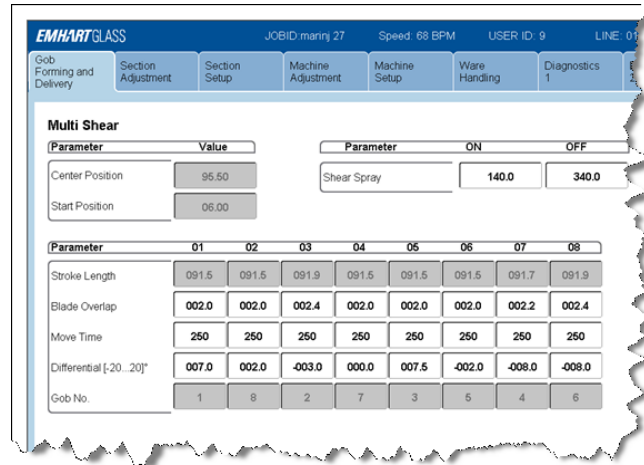 EMHART GLASS JOBID:marinj 27 Speed: 68 BPM USER ID: 9 LINE: 01
Gob Forming and Delivery
Section Adjustment
Section Setup
Machine Adjustment
Machine Setup
Ware Handling
Diagnostics 1
Multi Shear
Parameter Value
Center Position 95.50
Start Position 06.00
Parameter ON OFF
Shear Spray 140.0 340.0
Parameter 01 02 03 04 05 06 07 08
Stroke Length 091.5 091.5 091.9 091.5 091.5 091.5 091.7 091.9
Blade Overlap 002.0 002.0 002.4 002.0 002.0 002.0 002.2 002.4
Move Time 250 250 250 250 250 250 250 250
Differential [-20...20]° 007.0 002.0 -003.0 000.0 007.5 -002.0 -008.0 -008.0
Gob No. 1 8 2 7 3 5 4 6